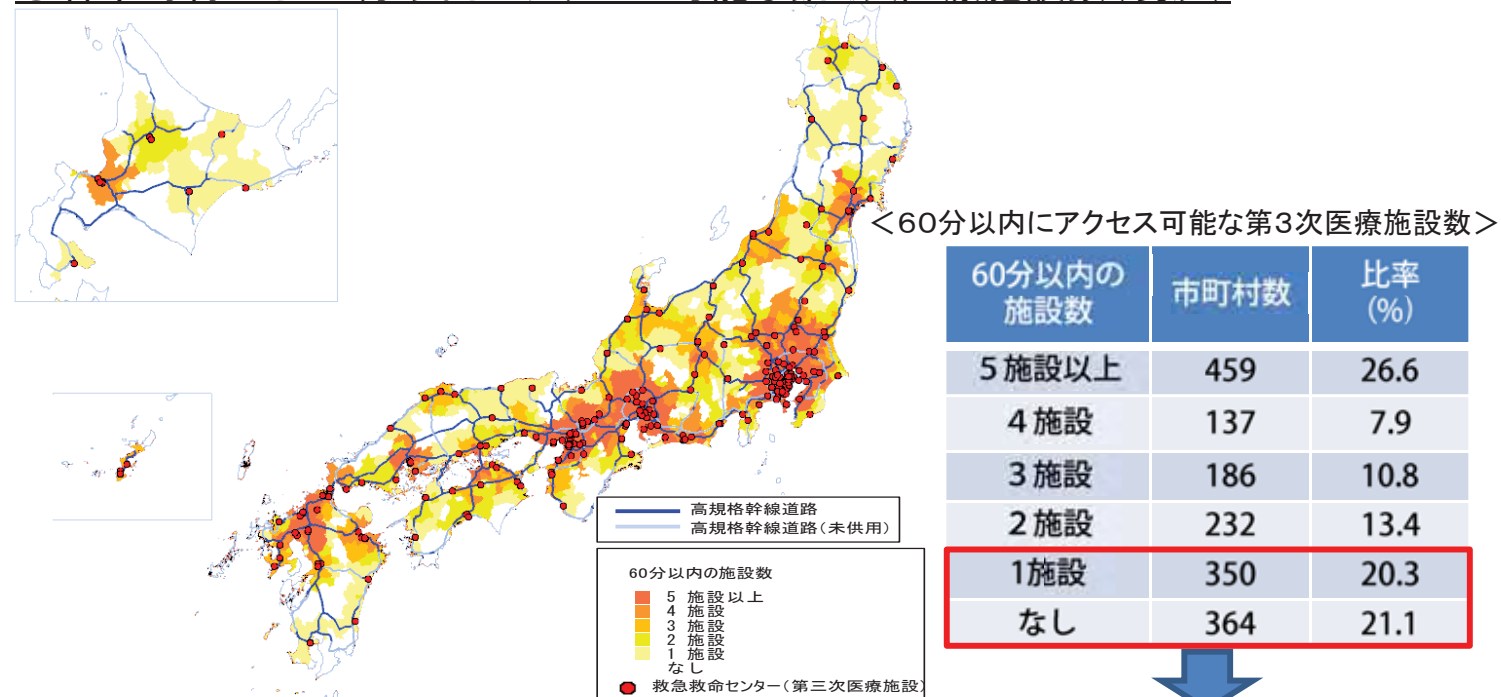 ＜60分以内にアクセス可能な第3次医療施設数＞
60分以内の
施設数
市町村数
比率
(%)
5施設以上 459 26.6
4施設 137 7.9
3施設 186 10.8
2施設 232 13.4
1施設 350 20.3
なし 364 21.1
高規格幹線道路
高規格幹線道路(未供用)
60分以内の施設数
5 施設以上
4 施設
3 施設
2 施設
1 施設
なし
救急救命センター(第三次医療施設)